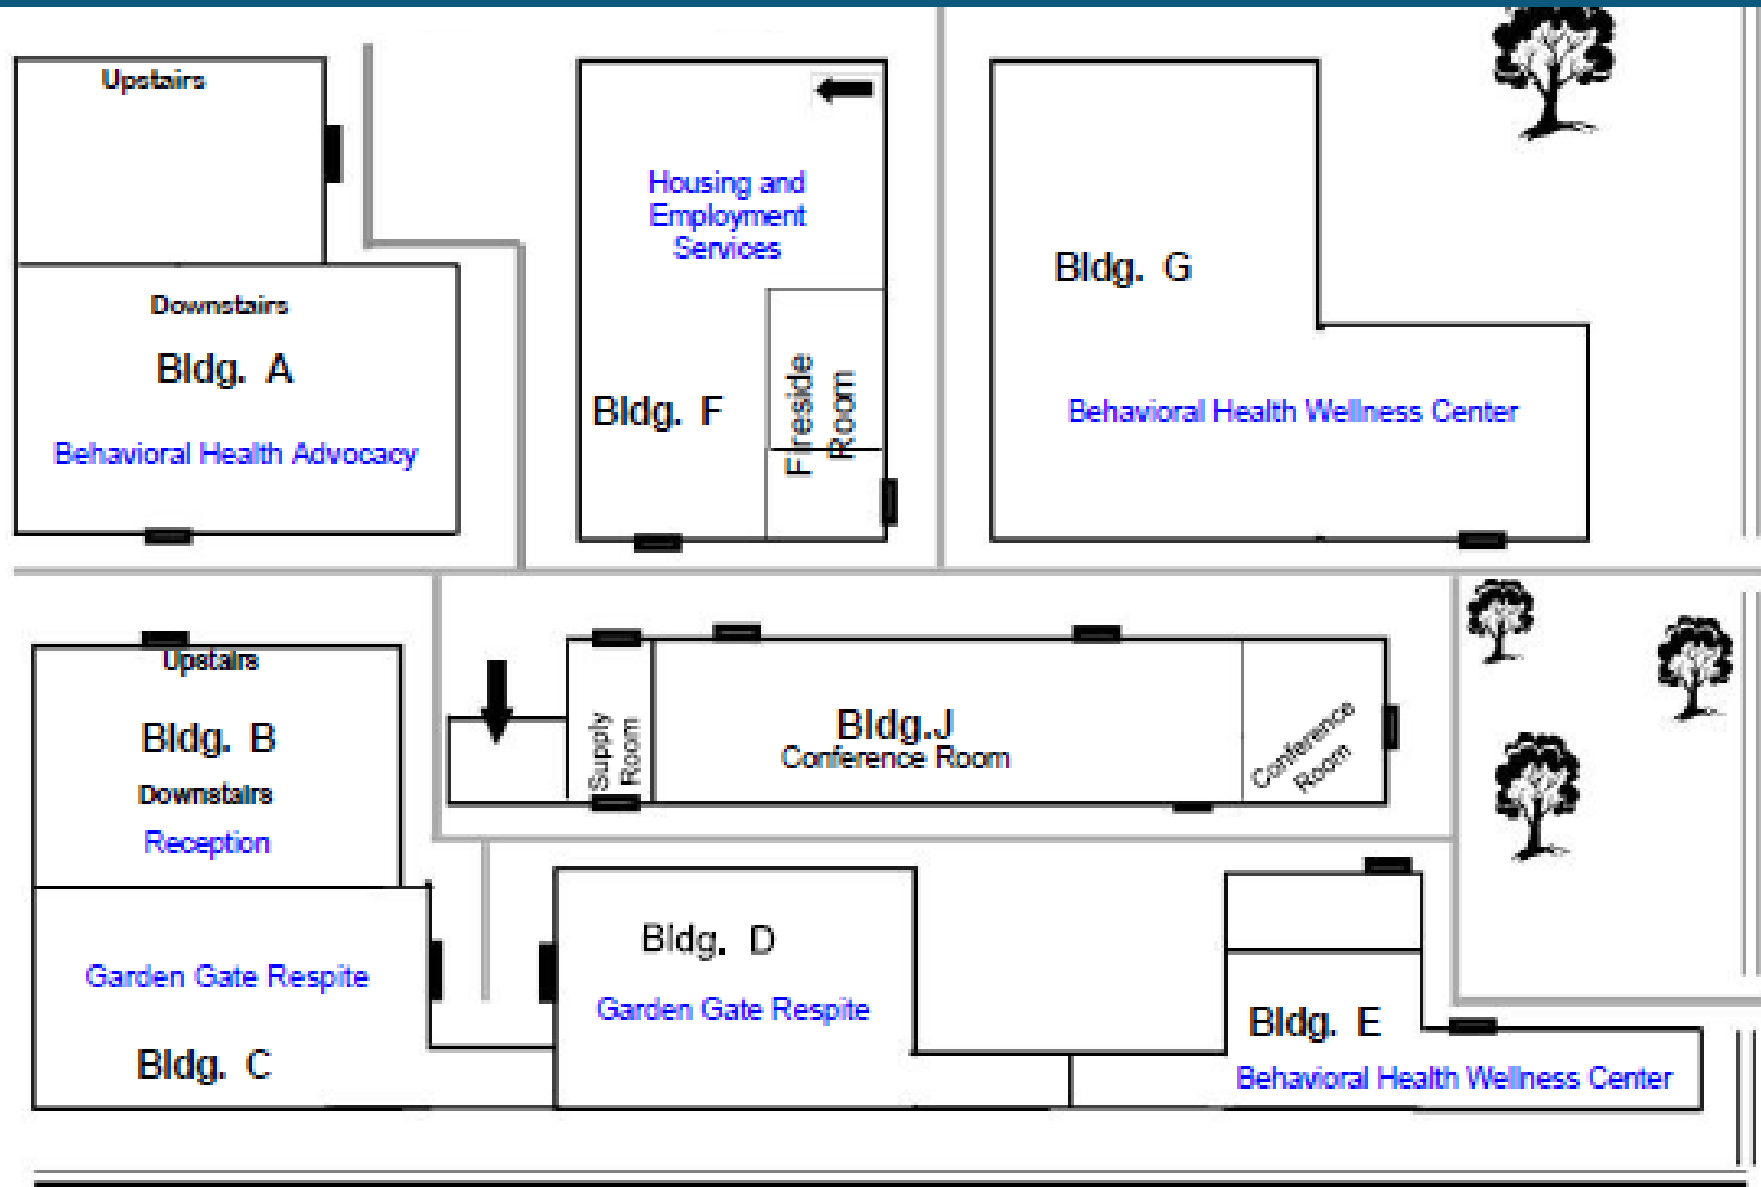 Upstairs
Downstairs
Bldg. A
Behavioral Health Advocacy
Housing and
Employment
Services
Bldg. F
Fireside
Room
Bldg. G
Behavioral Health Wellness Center
Upstairs
Bldg. B
Downstairs
Reception
Supply
Room
Bldg.J
Conference Room
Conference
Room
Garden Gate Respite
Bldg. C
Bldg. D
Garden Gate Respite
Bldg. E
Behavioral Health Wellness Center